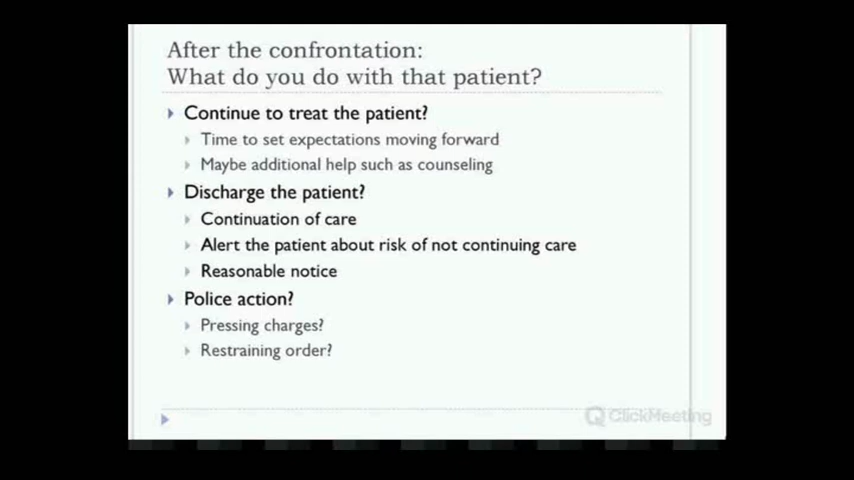 After the confrontation:
What do you do with that patient?
Continue to treat the patient?
Time to set expectations moving forward
Maybe additional help such as counseling
Discharge the patient?
Continuation of care
Alert the patient about risk of not continuing care
Reasonable notice
Police action?
Pressing charges?
Restraining order?
ClickMeeting